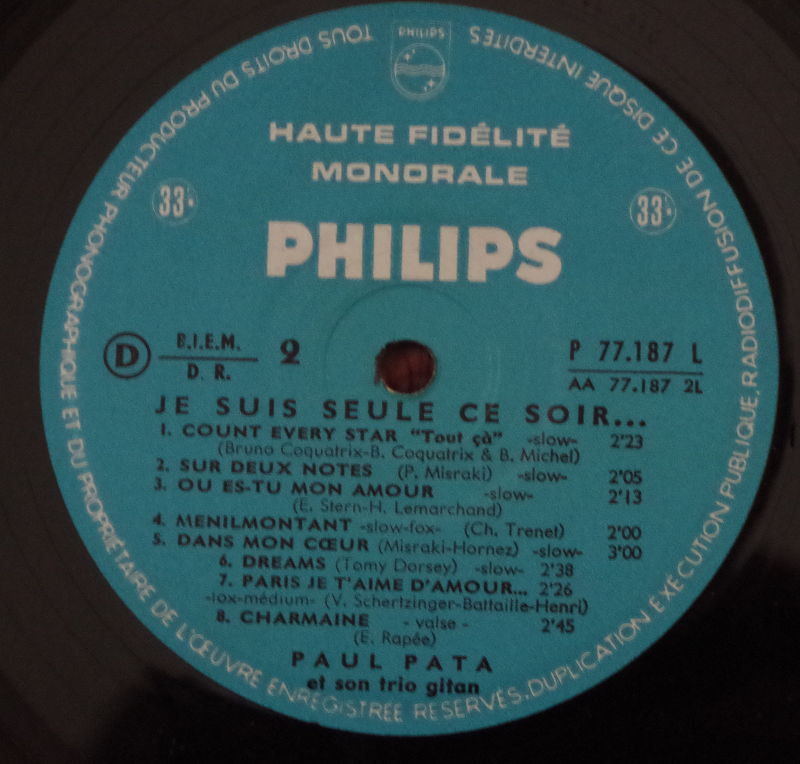 TOUS DROITS DU PRODUCTEUR PHONOGRAPHIQUE ET DU PROPRIÉTAIRE DE L'ŒUVRE ENREGISTRÉE RÉSERVÉS. DUPLICATION EXÉCUTION PUBLIQUE, RADIODIFFUSION DE CE DISQUE INTERDITES
PHILIPS
HAUTE FIDÉLITÉ
MONORALE
33 33
PHILIPS
D B.I.E.M. 2 P 77.187 L
D. R. AA 77.187 2L
JE SUIS SEULE CE SOIR...
1. COUNT EVERY STAR "Tout çà" -slow- 2'23
(Bruno Coquatrix-B. Coquatrix & B. Michel)
2. SUR DEUX NOTES (P. Misraki) -slow- 2'05
3. OU ES-TU MON AMOUR -slow- 2'13
(E. Stern-H. Lemarchand)
4. MENILMONTANT -slow-fox- (Ch. Trenet) 2'00
5. DANS MON CŒUR (Misraki-Hornez) -slow- 3'00
6. DREAMS (Tomy Dorsey) -slow- 2'38
7. PARIS JE T'AIME D'AMOUR... 2'26
-fox-médium- (V. Schertzinger-Battaille-Henri)
8. CHARMAINE - valse - 2'45
(E. Rapée)
PAUL PATA
et son trio gitan